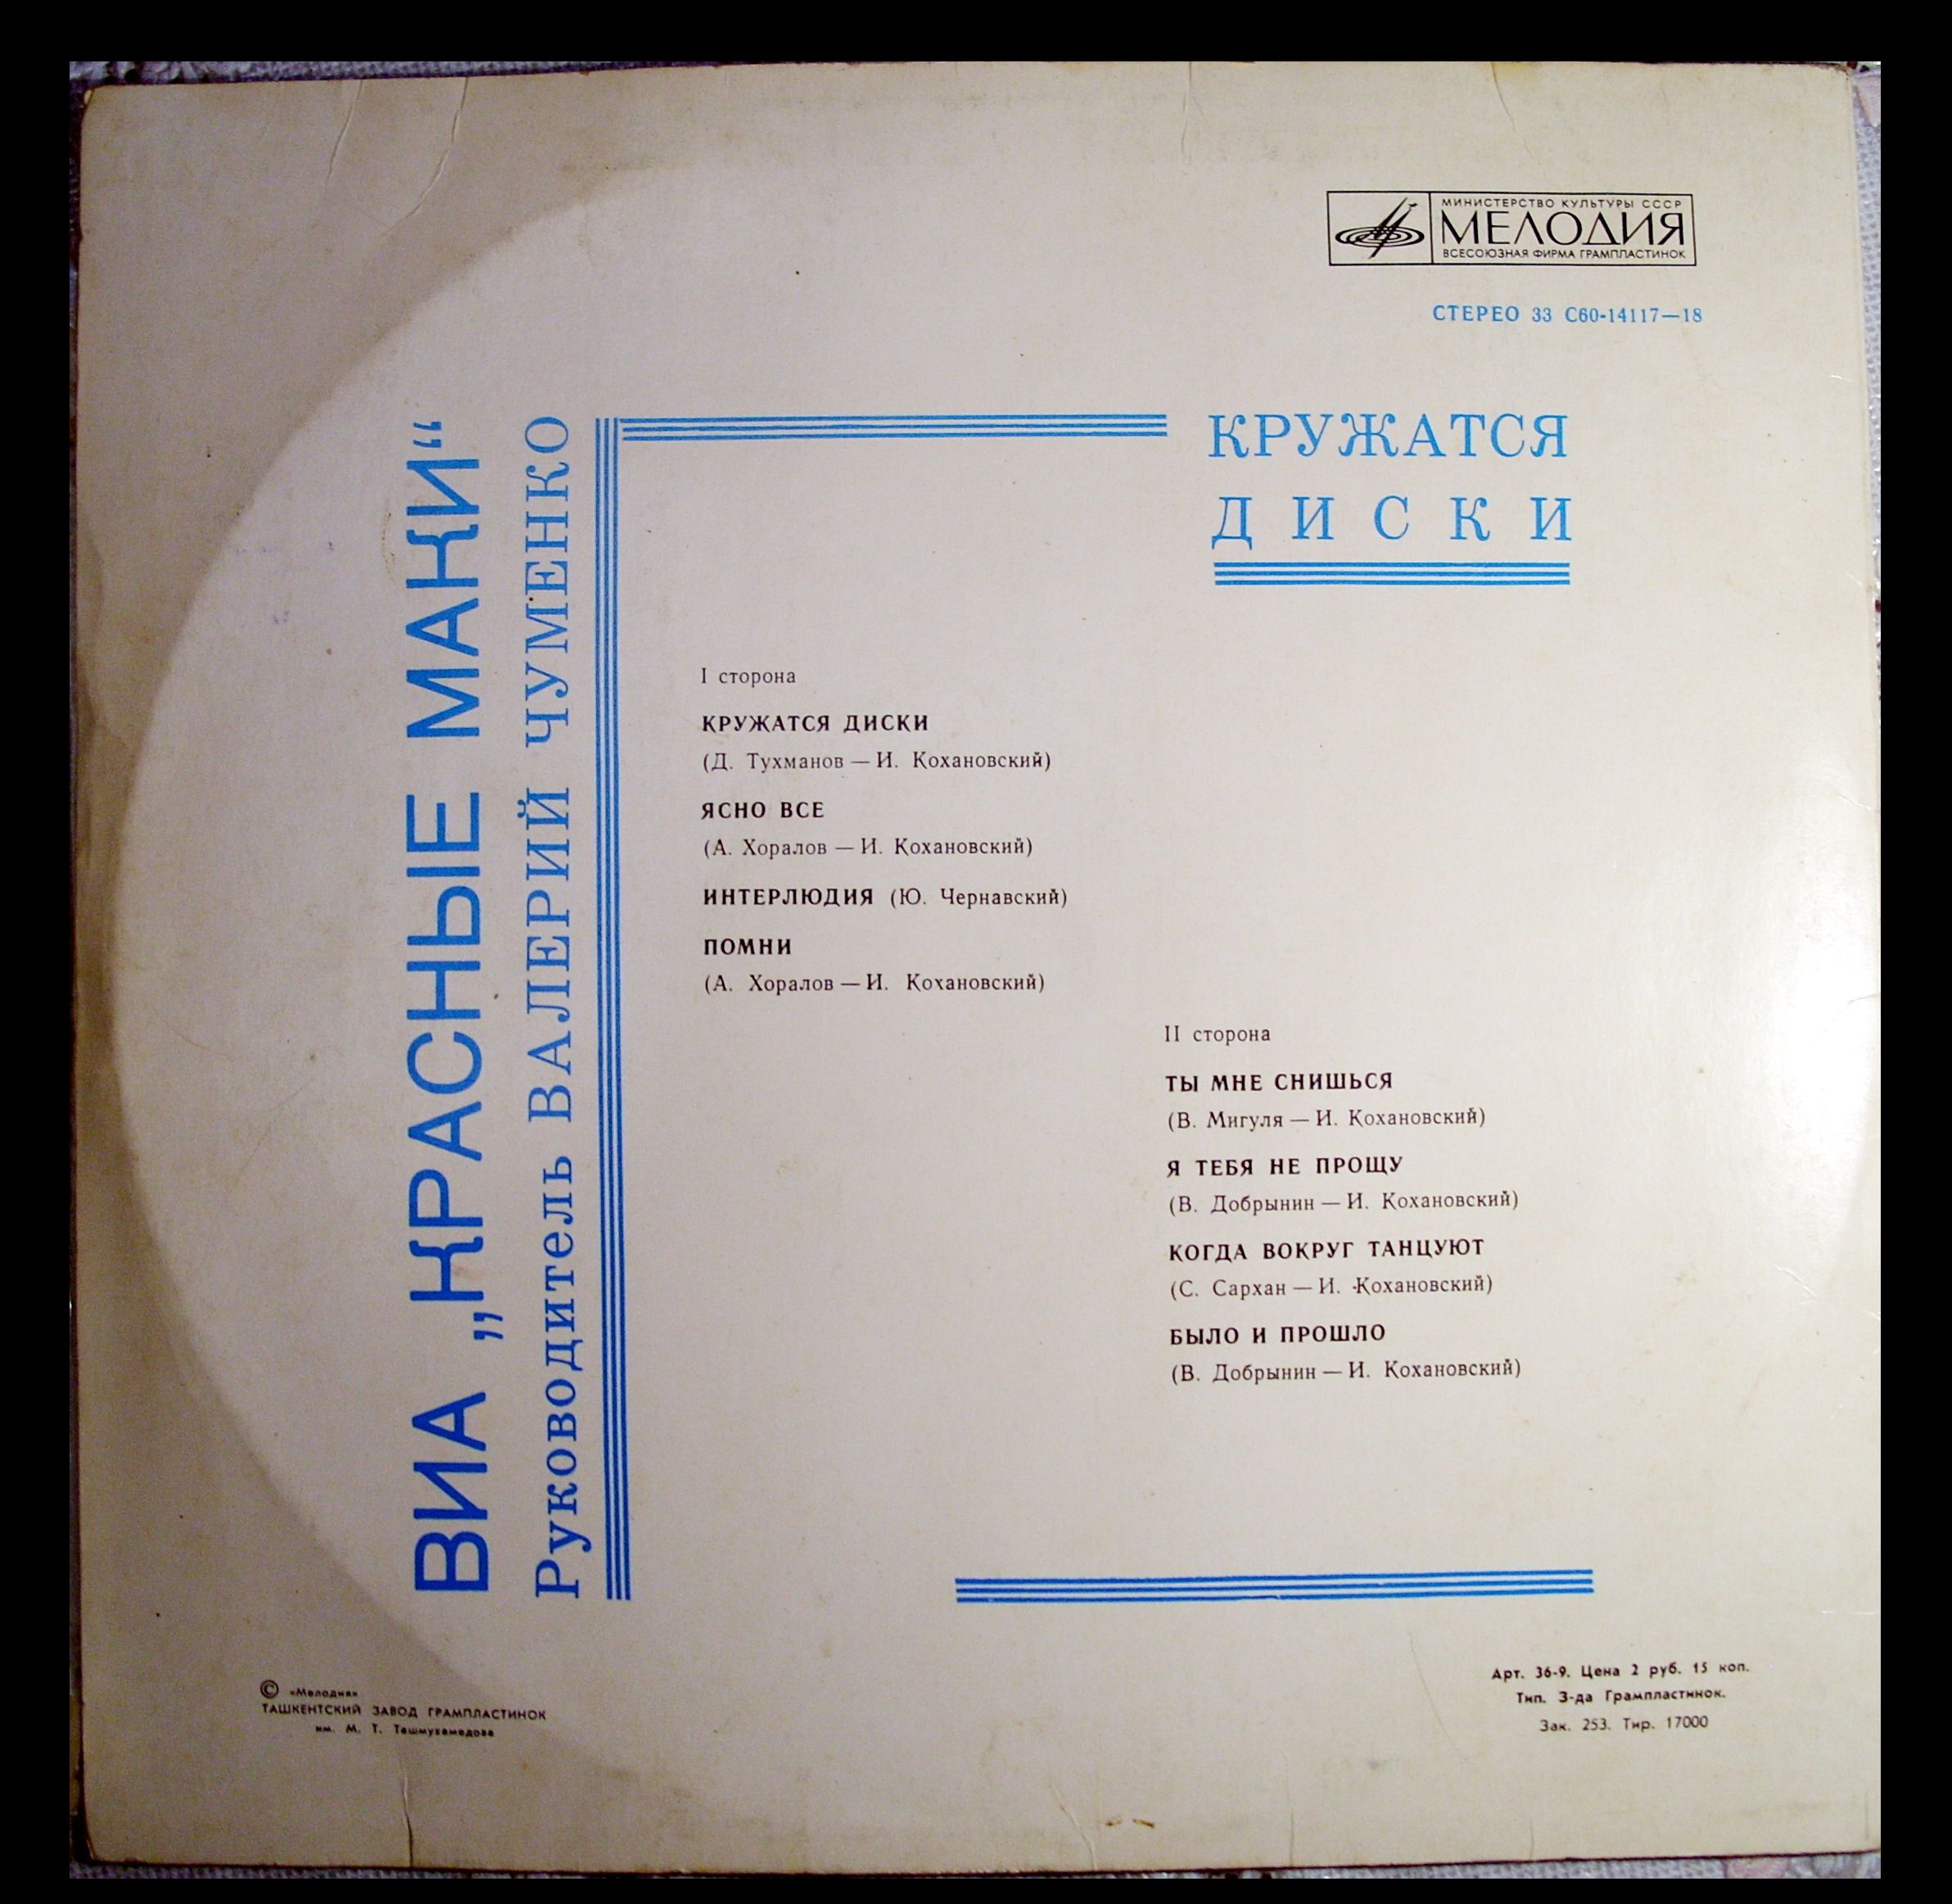 МИНИСТЕРСТВО КУЛЬТУРЫ СССР
МЕЛОДИЯ
ВСЕСОЮЗНАЯ ФИРМА ГРАМПЛАСТИНОК
СТЕРЕО 33 С60-14117—18
ВИА „КРАСНЫЕ МАКИ“
Руководитель ВАЛЕРИЙ ЧУМЕНКО
КРУЖАТСЯ
ДИСКИ
I сторона
КРУЖАТСЯ ДИСКИ
(Д. Тухманов — И. Кохановский)
ЯСНО ВСЕ
(А. Хоралов — И. Кохановский)
ИНТЕРЛЮДИЯ (Ю. Чернавский)
ПОМНИ
(А. Хоралов — И. Кохановский)
II сторона
ТЫ МНЕ СНИШЬСЯ
(В. Мигуля — И. Кохановский)
Я ТЕБЯ НЕ ПРОЩУ
(В. Добрынин — И. Кохановский)
КОГДА ВОКРУГ ТАНЦУЮТ
(С. Сархан — И. Кохановский)
БЫЛО И ПРОШЛО
(В. Добрынин — И. Кохановский)
© «Мелодия»
ТАШКЕНТСКИЙ ЗАВОД ГРАМПЛАСТИНОК
им. М. Т. Ташмухамедова
Арт. 36-9. Цена 2 руб. 15 коп.
Тип. З-да Грампластинок.
Зак. 253. Тир. 17000